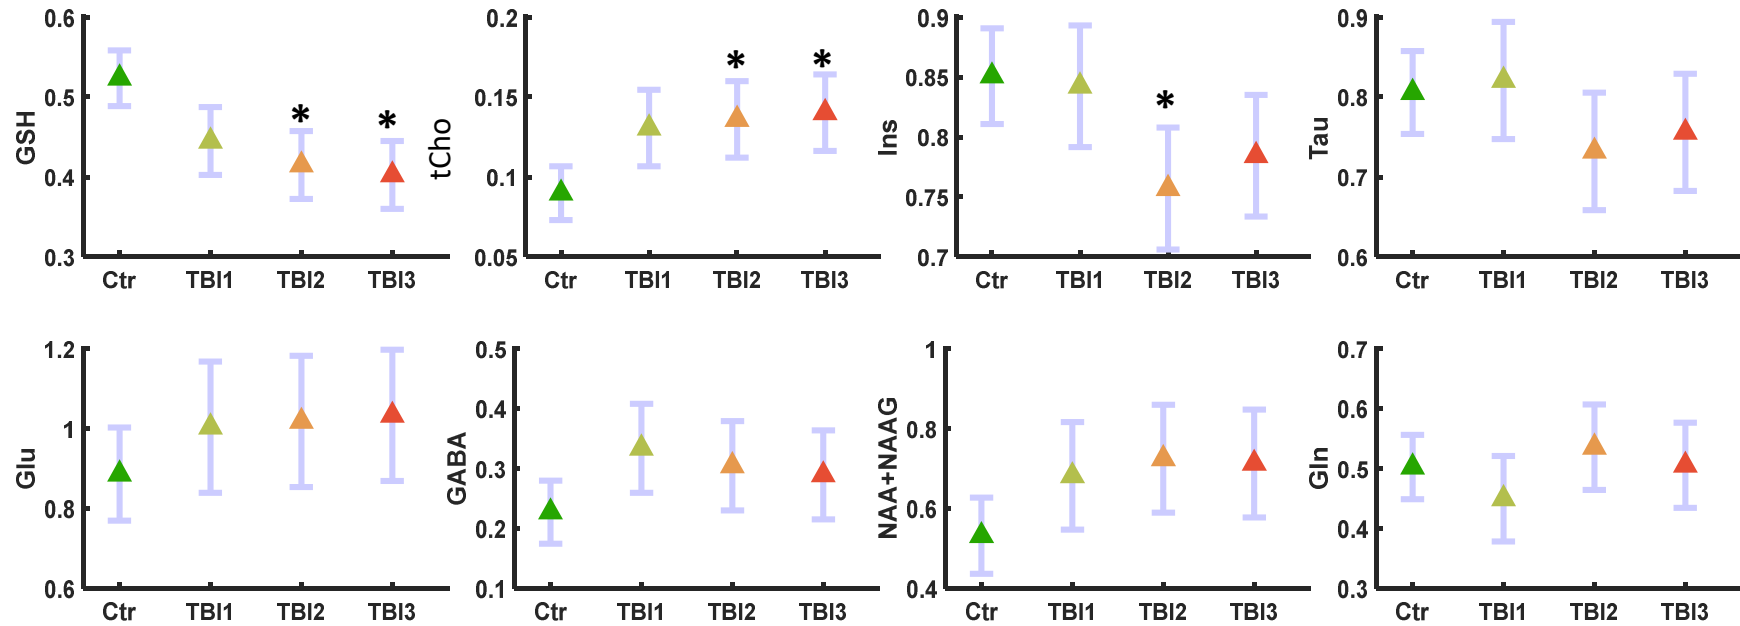 GSH
0.6
0.5
0.4
0.3
Ctr TBI1 TBI2 TBI3
* *
tCho
0.2
0.15
0.1
0.05
Ctr TBI1 TBI2 TBI3
* *
Ins
0.9
0.85
0.8
0.75
0.7
Ctr TBI1 TBI2 TBI3
*
Tau
0.9
0.8
0.7
0.6
Ctr TBI1 TBI2 TBI3
Glu
1.2
1
0.8
0.6
Ctr TBI1 TBI2 TBI3
GABA
0.5
0.4
0.3
0.2
0.1
Ctr TBI1 TBI2 TBI3
NAA+NAAG
1
0.8
0.6
0.4
Ctr TBI1 TBI2 TBI3
Gln
0.7
0.6
0.5
0.4
0.3
Ctr TBI1 TBI2 TBI3